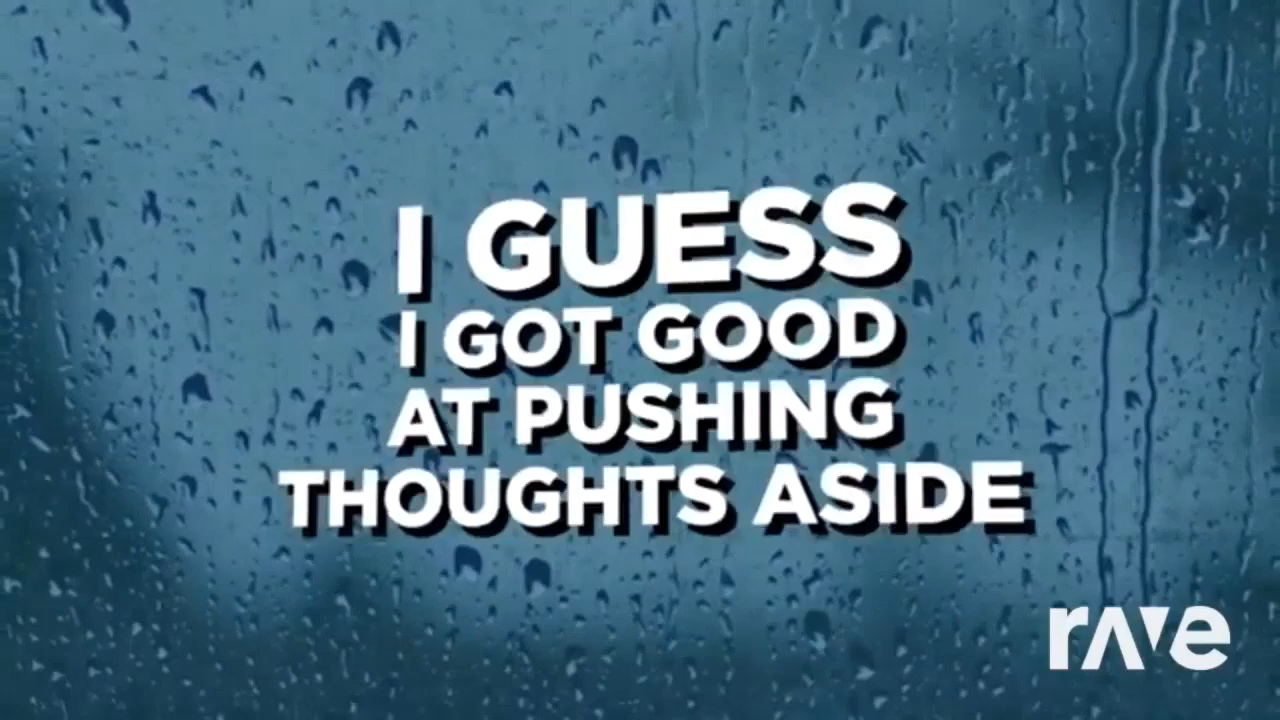 I GUESS
I GOT GOOD
AT PUSHING
THOUGHTS ASIDE
rave